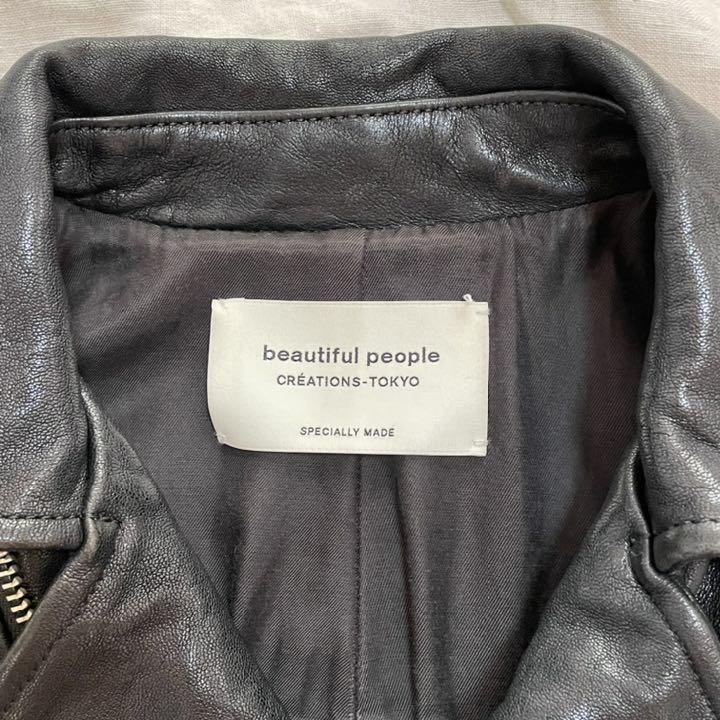 beautiful people
CRÉATIONS-TOKYO
SPECIALLY MADE